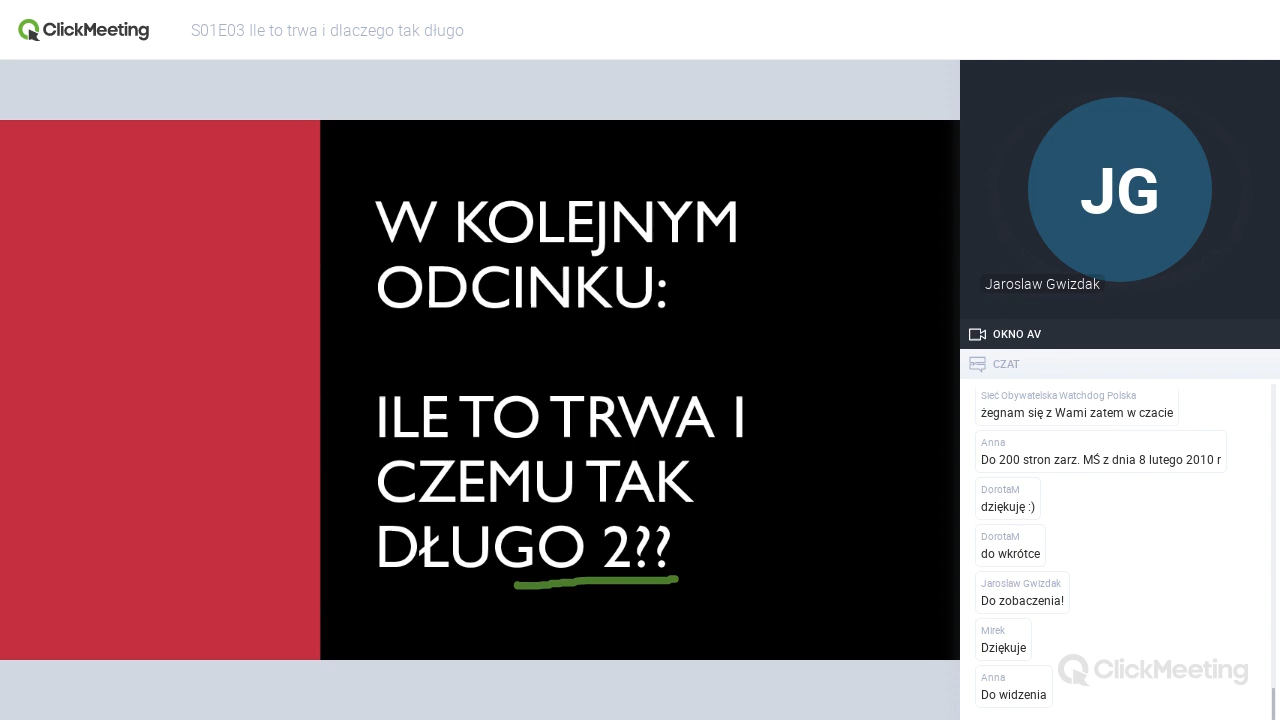 ClickMeeting
S01E03 Ile to trwa i dlaczego tak długo
W KOLEJNYM
ODCINKU:
ILE TO TRWA I
CZEMU TAK
DŁUGO 2??
JG
Jaroslaw Gwizdak
OKNO AV
CZAT
Sieć Obywatelska Watchdog Polska
żegnam się z Wami zatem w czacie
Anna
Do 200 stron zarz. MŚ z dnia 8 lutego 2010 r
DorotaM
dziękuję :)
DorotaM
do wkrótce
Jaroslaw Gwizdak
Do zobaczenia!
Mirek
Dziękuje
Anna
Do widzenia
ClickMeeting